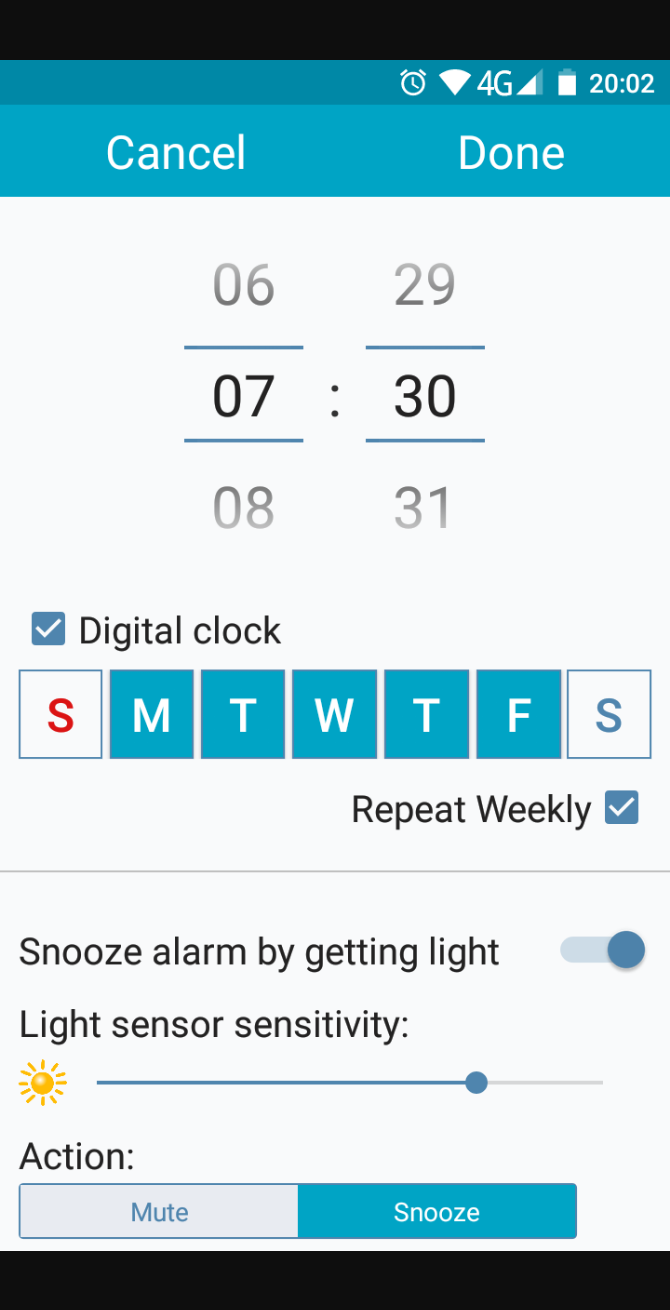 4G 20:02
Cancel Done
06 29
07 : 30
08 31
Digital clock
S M T W T F S
Repeat Weekly
Snooze alarm by getting light
Light sensor sensitivity:
Action:
Mute Snooze